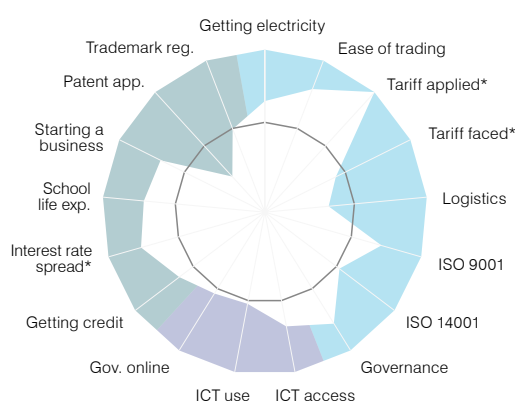 Getting electricity
Trademark reg.
Ease of trading
Patent app.
Tariff applied*
Starting a
business
Tariff faced*
School
life exp.
Logistics
Interest rate
spread*
ISO 9001
Getting credit
ISO 14001
Gov. online
Governance
ICT use
ICT access